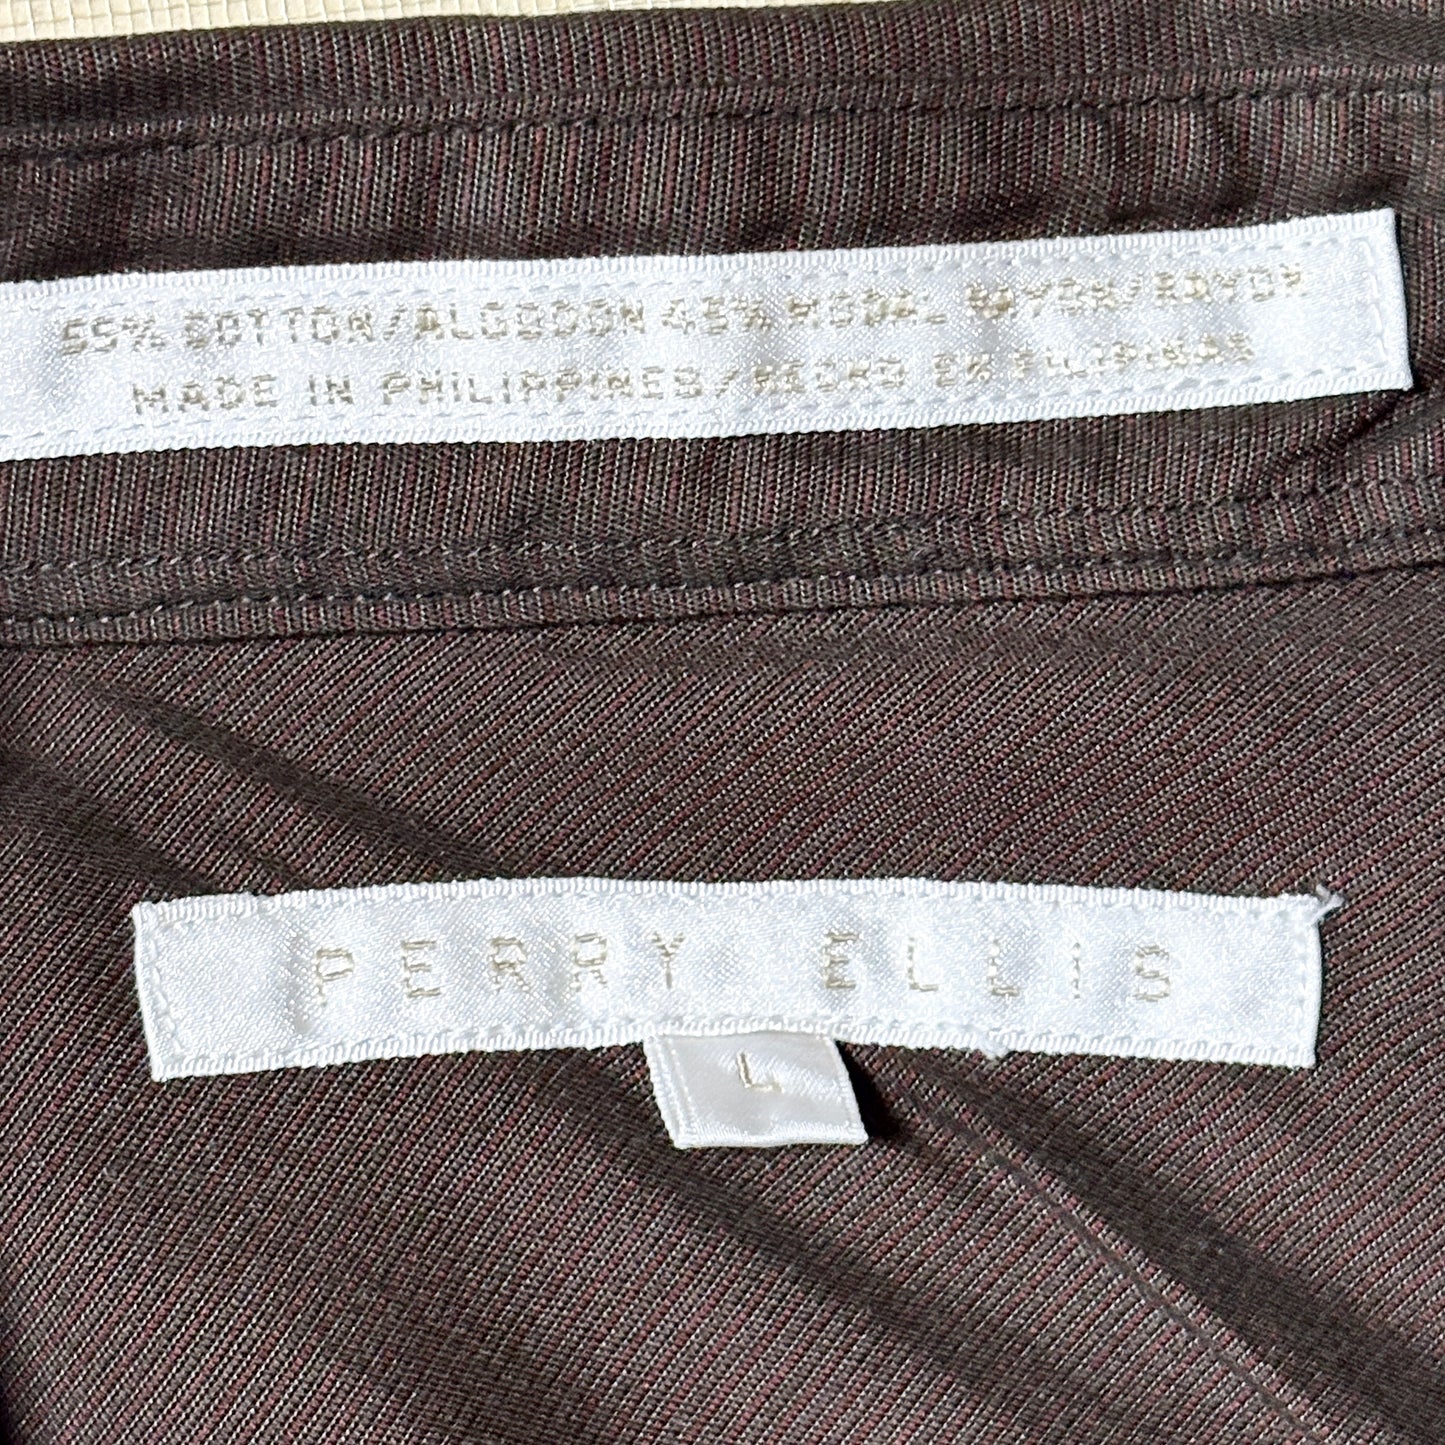 55% COTTON/ALGODON 45% MODAL RAYON/RAYON
MADE IN PHILIPPINES/HECHO EN FILIPINAS
PERRY ELLIS
L